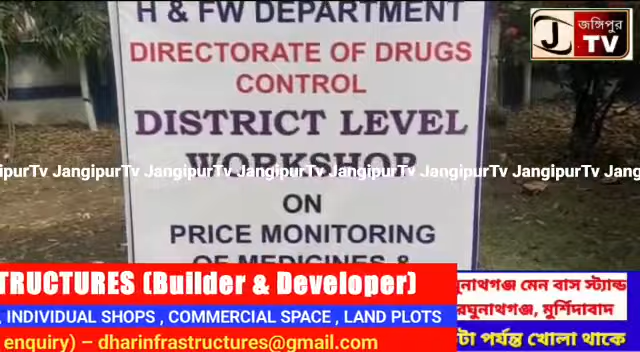 H & FW DEPARTMENT
DIRECTORATE OF DRUGS
CONTROL
DISTRICT LEVEL
WORKSHOP
ON
PRICE MONITORING
OF MEDICINES &
J জঙ্গিপুর
TV
JangipurTv JangipurTv JangipurTv JangipurTv JangipurTv JangipurTv
(Builder & Developer)
INDIVIDUAL SHOPS , COMMERCIAL SPACE , LAND PLOTS
enquiry) – dharinfrastructures@gmail.com
মেন বাস স্ট্যান্ড
রঘুনাথগঞ্জ, মুর্শিদাবাদ
পর্যন্ত খোলা থাকে